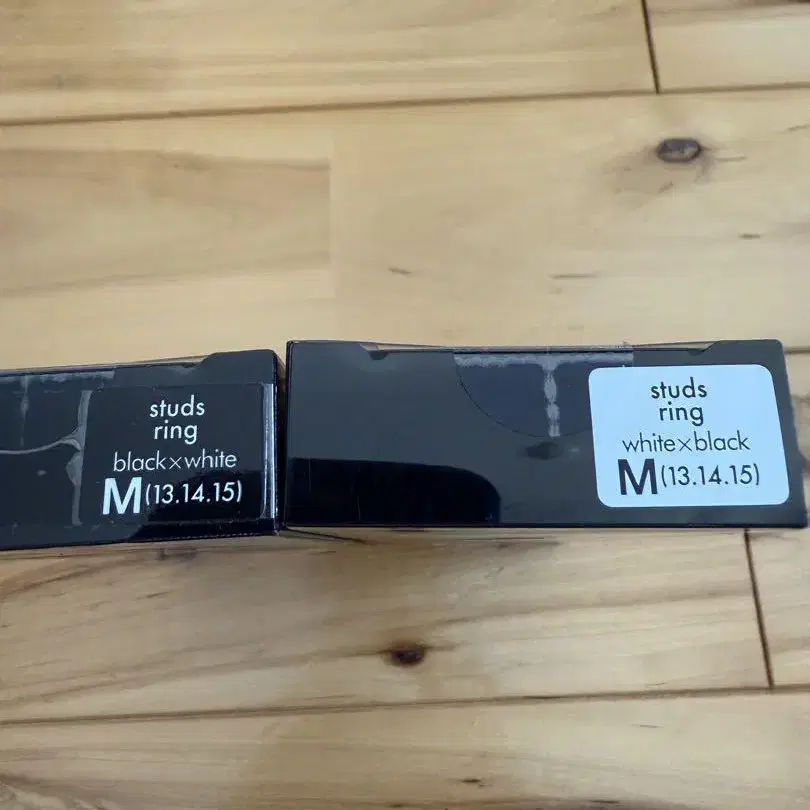 studs
ring
black×white
M(13.14.15)
studs
ring
white×black
M(13.14.15)